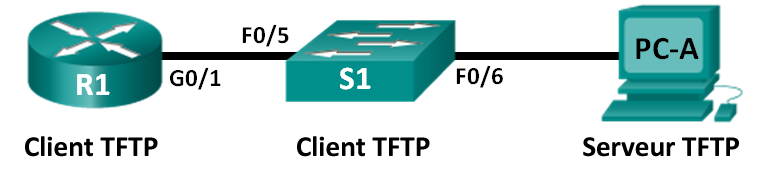 F0/5
R1
G0/1
S1
F0/6
PC-A
Client TFTP
Client TFTP
Serveur TFTP